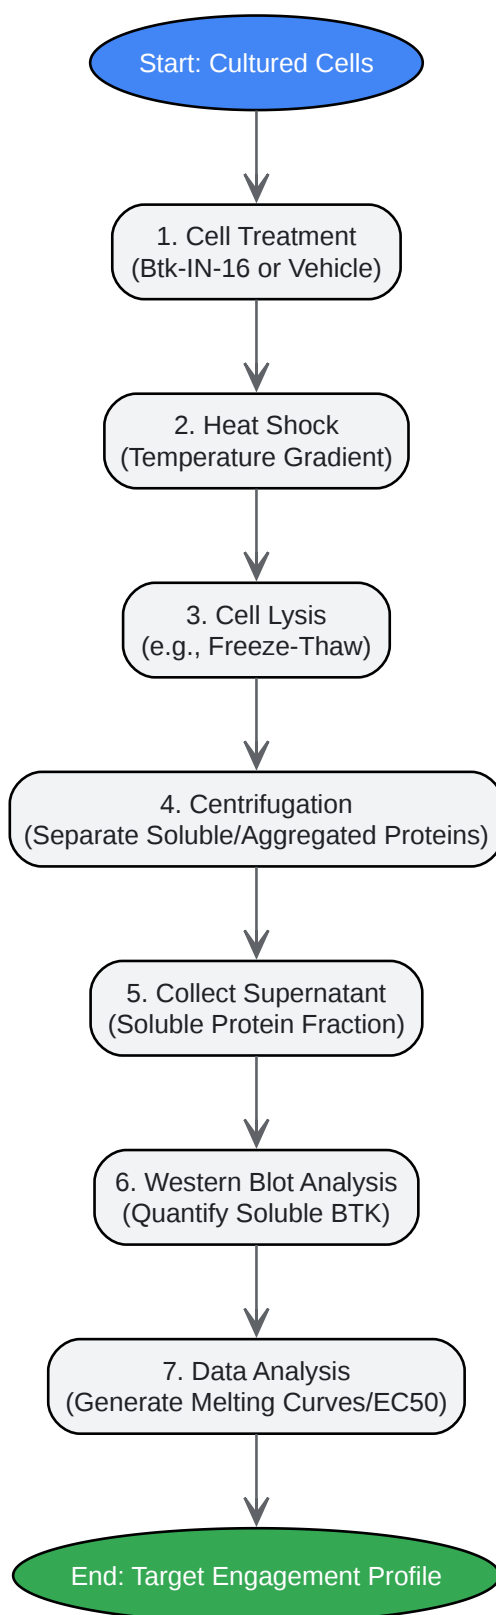 Start: Cultured Cells
1. Cell Treatment
(Btk-IN-16 or Vehicle)
2. Heat Shock
(Temperature Gradient)
3. Cell Lysis
(e.g., Freeze-Thaw)
4. Centrifugation
(Separate Soluble/Aggregated Proteins)
5. Collect Supernatant
(Soluble Protein Fraction)
6. Western Blot Analysis
(Quantify Soluble BTK)
7. Data Analysis
(Generate Melting Curves/EC50)
End: Target Engagement Profile